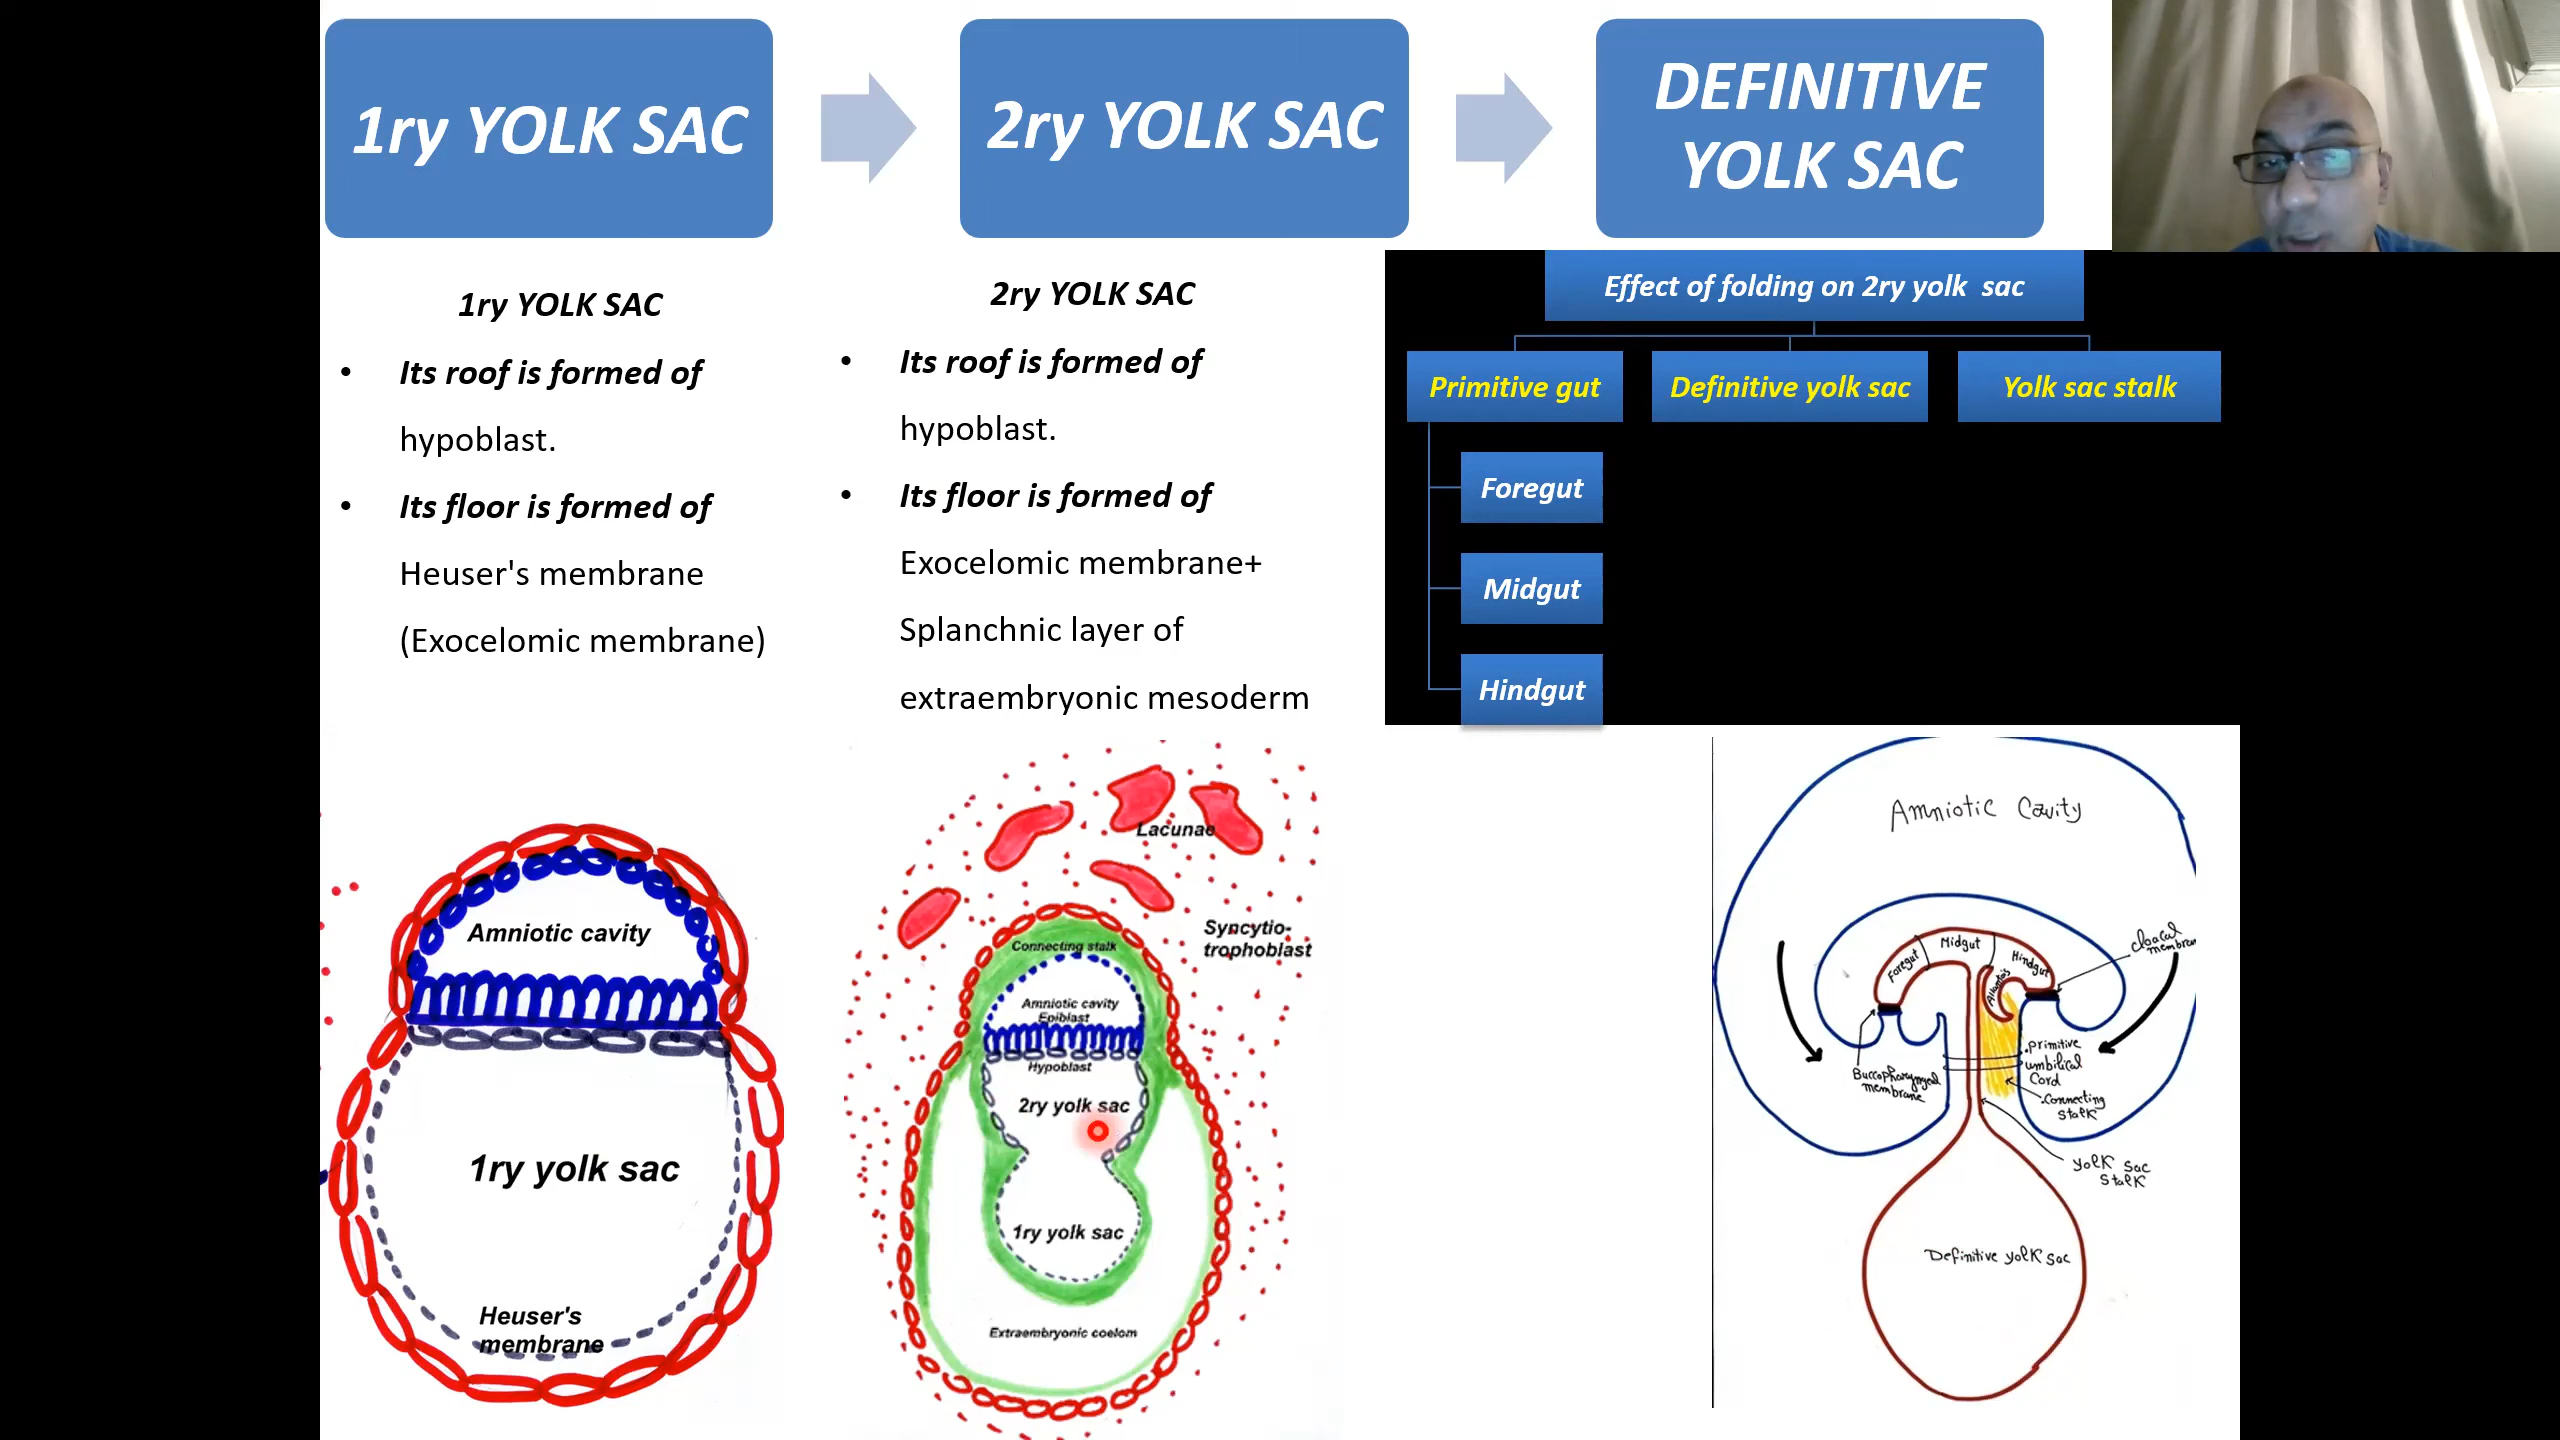 1ry YOLK SAC
2ry YOLK SAC
DEFINITIVE
YOLK SAC
1ry YOLK SAC
• Its roof is formed of
hypoblast.
• Its floor is formed of
Heuser's membrane
(Exocelomic membrane)
2ry YOLK SAC
• Its roof is formed of
hypoblast.
• Its floor is formed of
Exocelomic membrane+
Splanchnic layer of
extraembryonic mesoderm
Effect of folding on 2ry yolk sac
Primitive gut
Definitive yolk sac
Yolk sac stalk
Foregut
Midgut
Hindgut
Amniotic cavity
1ry yolk sac
Heuser's
membrane
Lacunae
Syncytio-
trophoblast
Connecting stalk
Amniotic cavity
Epiblast
Hypoblast
2ry yolk sac
1ry yolk sac
Extraembryonic coelom
Amniotic Cavity
Foregut
Midgut
Hindgut
Allantois
cloacal
membran
Buccopharyngeal
membrane
primitive
umbilical
Cord
Connecting
stalk
yolk sac
stalk
Definitive yolk sac